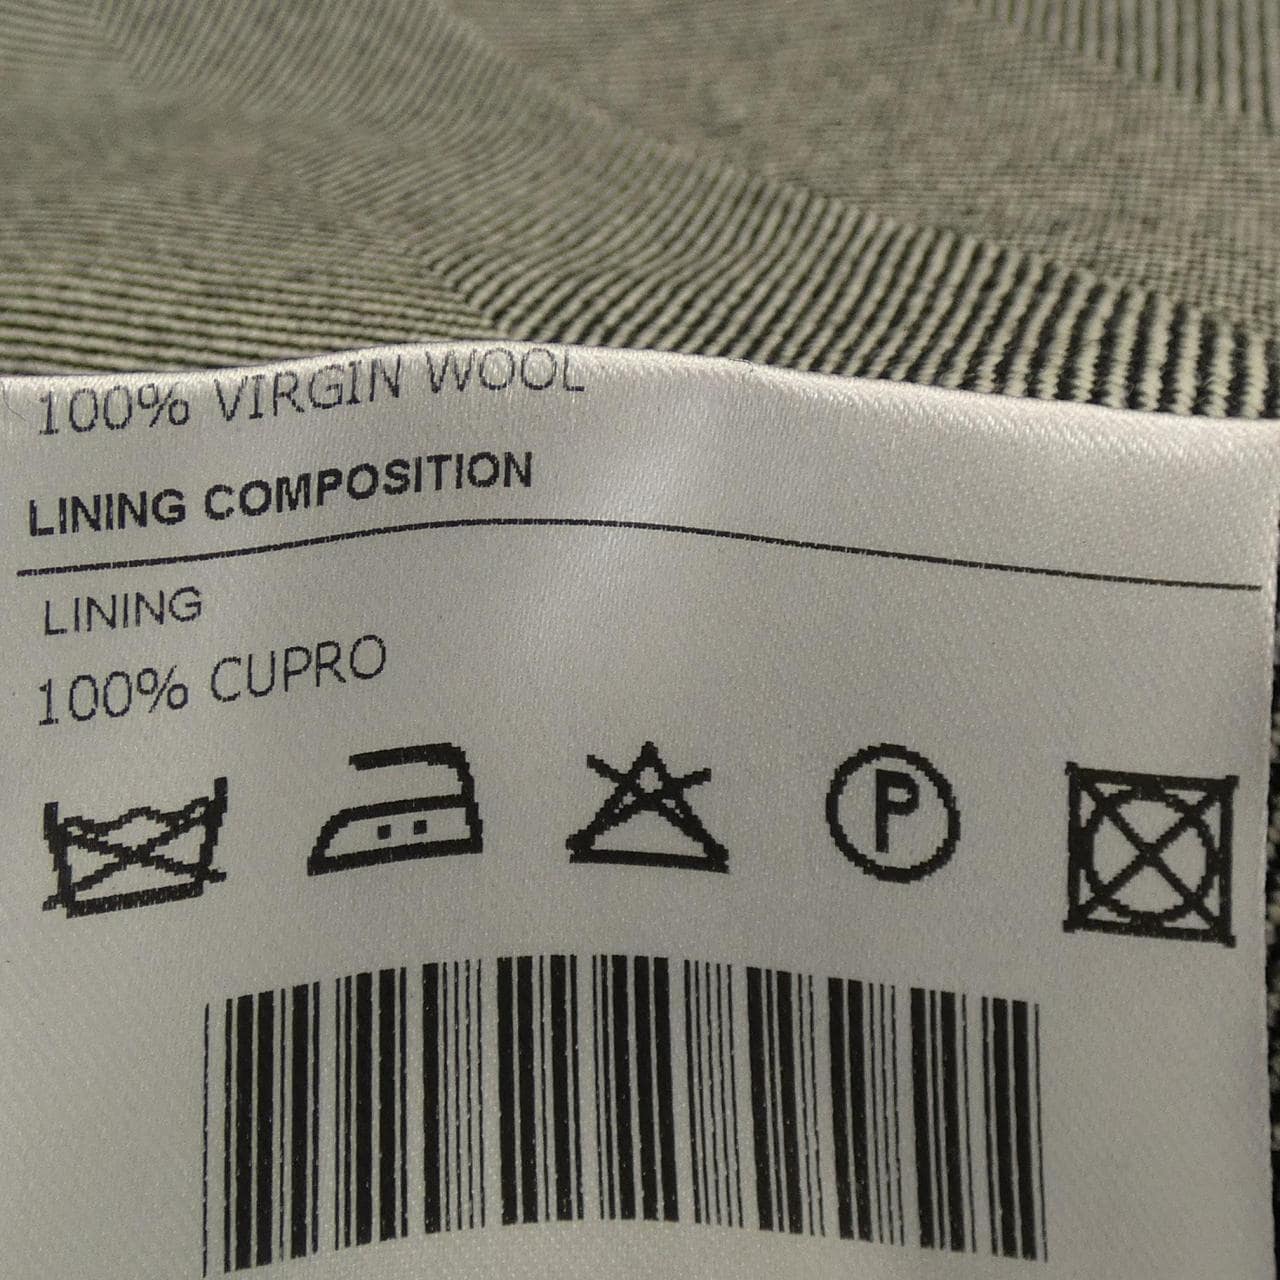 100% VIRGIN WOOL
LINING COMPOSITION
LINING
100% CUPRO
P